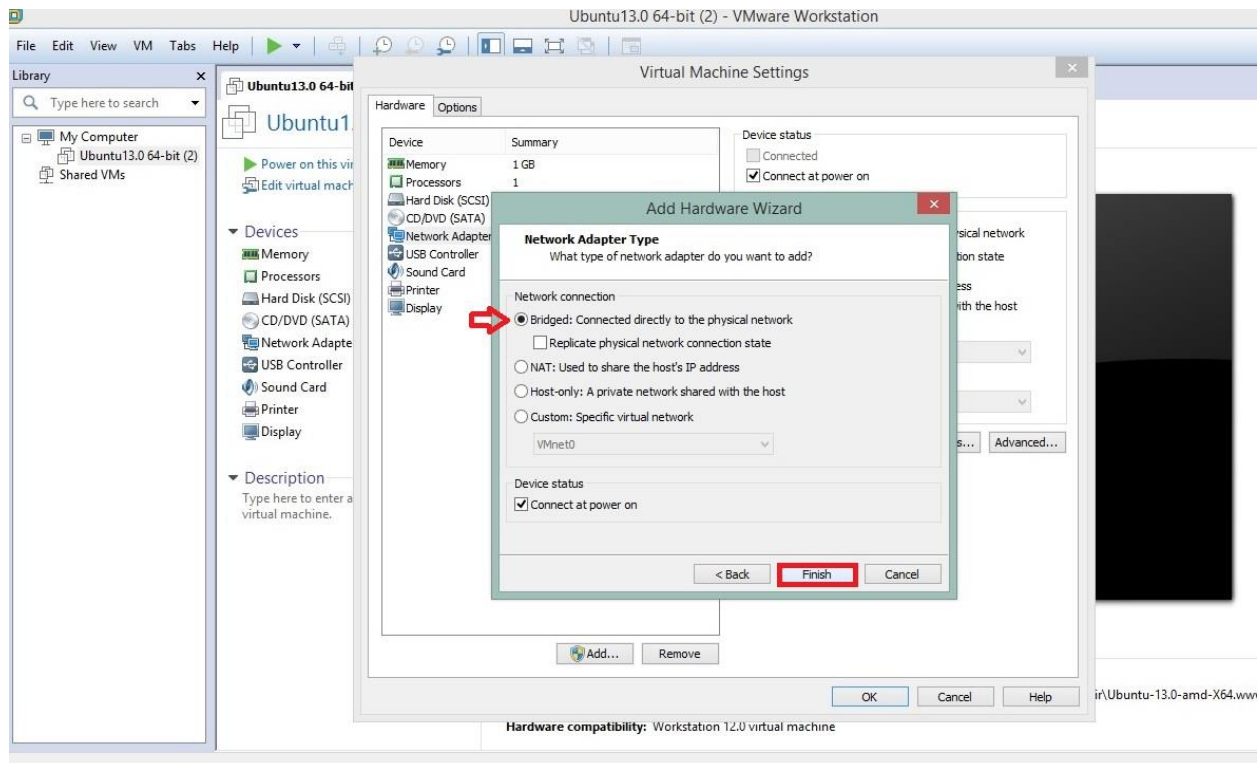 Ubuntu13.0 64-bit (2) - VMware Workstation
File Edit View VM Tabs Help
Library x
Type here to search
My Computer
Ubuntu13.0 64-bit (2)
Shared VMs
Ubuntu13.0 64-bit
Ubuntu1
Power on this vir
Edit virtual mach
Devices
Memory
Processors
Hard Disk (SCSI)
CD/DVD (SATA)
Network Adapte
USB Controller
Sound Card
Printer
Display
Description
Type here to enter a
virtual machine.
Virtual Machine Settings
Hardware Options
Device Summary
Memory 1 GB
Processors 1
Hard Disk (SCSI)
CD/DVD (SATA)
Network Adapter
USB Controller
Sound Card
Printer
Display
Device status
Connected
Connect at power on
sical network
tion state
ess
ith the host
s... Advanced...
Add Hardware Wizard
Network Adapter Type
What type of network adapter do you want to add?
Network connection
Bridged: Connected directly to the physical network
Replicate physical network connection state
NAT: Used to share the host's IP address
Host-only: A private network shared with the host
Custom: Specific virtual network
VMnet0
Device status
Connect at power on
< Back Finish Cancel
Add... Remove
OK Cancel Help
ir\Ubuntu-13.0-amd-X64.www
Hardware compatibility: Workstation 12.0 virtual machine